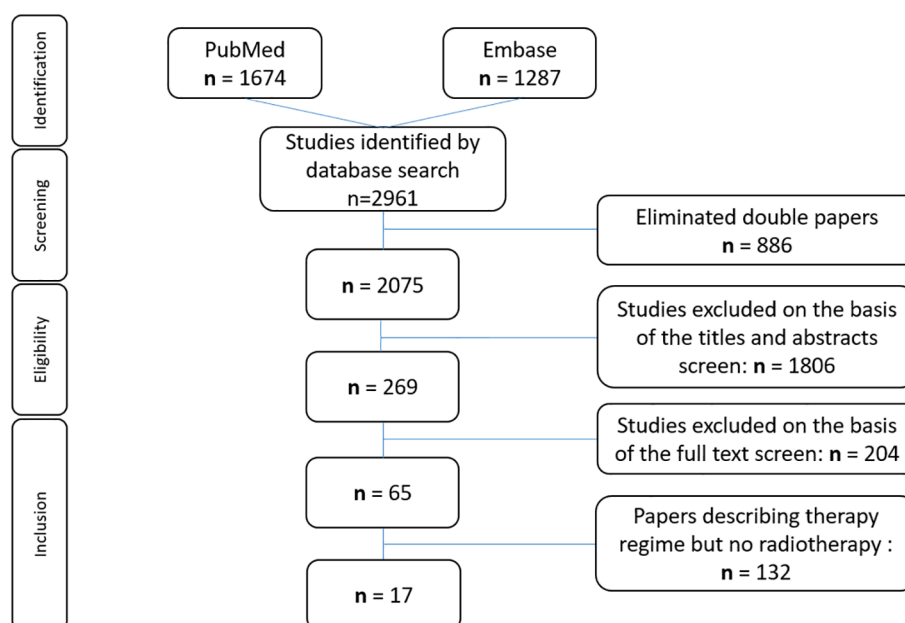 Identification
PubMed
n = 1674
Embase
n = 1287
Studies identified by
database search
n=2961
Screening
Eliminated double papers
n = 886
n = 2075
Eligibility
Studies excluded on the basis
of the titles and abstracts
screen: n = 1806
n = 269
Studies excluded on the basis
of the full text screen: n = 204
Inclusion
n = 65
Papers describing therapy
regime but no radiotherapy :
n = 132
n = 17